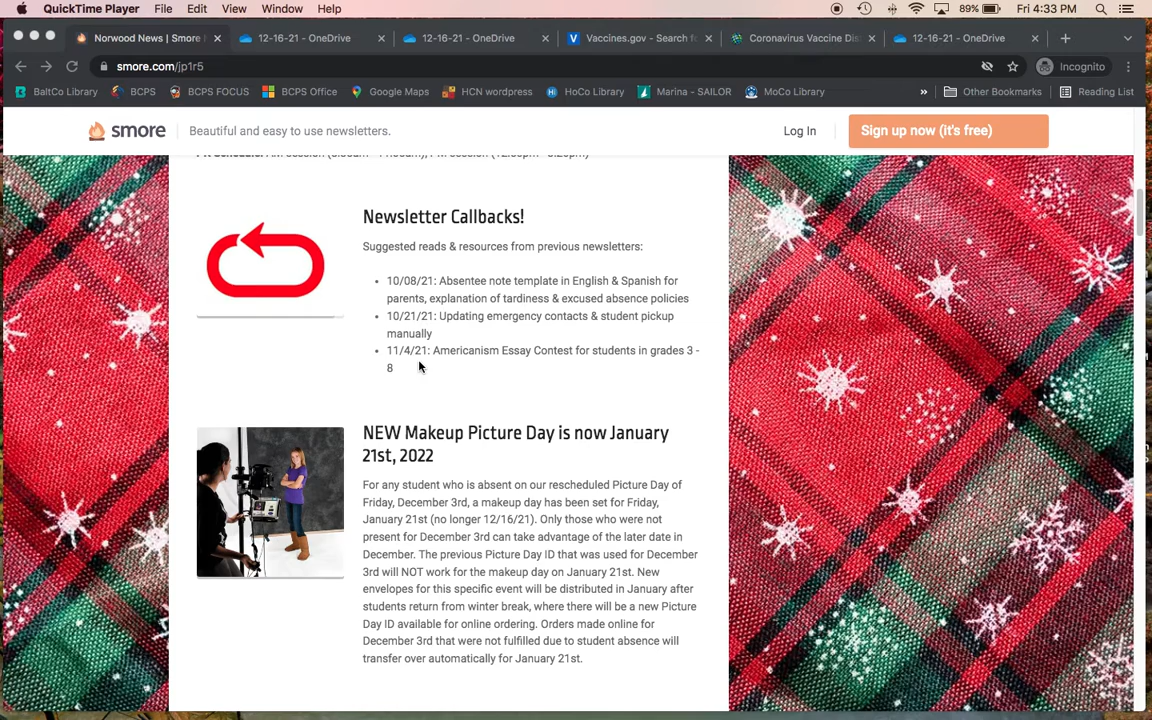 QuickTime Player File Edit View Window Help 89% Fri 4:33 PM
Norwood News | Smore 12-16-21 - OneDrive 12-16-21 - OneDrive Vaccines.gov - Search fo Coronavirus Vaccine Dis 12-16-21 - OneDrive
smore.com/jp1r5 Incognito
BaltCo Library BCPS BCPS FOCUS BCPS Office Google Maps HCN wordpress HoCo Library Marina - SAILOR MoCo Library » Other Bookmarks Reading List
smore Beautiful and easy to use newsletters. Log In Sign up now (it's free)
Newsletter Callbacks!
Suggested reads & resources from previous newsletters:
• 10/08/21: Absentee note template in English & Spanish for
parents, explanation of tardiness & excused absence policies
• 10/21/21: Updating emergency contacts & student pickup
manually
• 11/4/21: Americanism Essay Contest for students in grades 3 -
8
NEW Makeup Picture Day is now January
21st, 2022
For any student who is absent on our rescheduled Picture Day of
Friday, December 3rd, a makeup day has been set for Friday,
January 21st (no longer 12/16/21). Only those who were not
present for December 3rd can take advantage of the later date in
December. The previous Picture Day ID that was used for December
3rd will NOT work for the makeup day on January 21st. New
envelopes for this specific event will be distributed in January after
students return from winter break, where there will be a new Picture
Day ID available for online ordering. Orders made online for
December 3rd that were not fulfilled due to student absence will
transfer over automatically for January 21st.